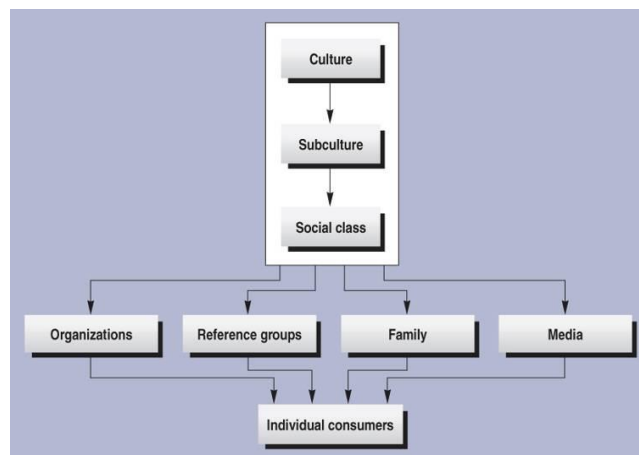 Culture
Subculture
Social class
Organizations
Reference groups
Family
Media
Individual consumers